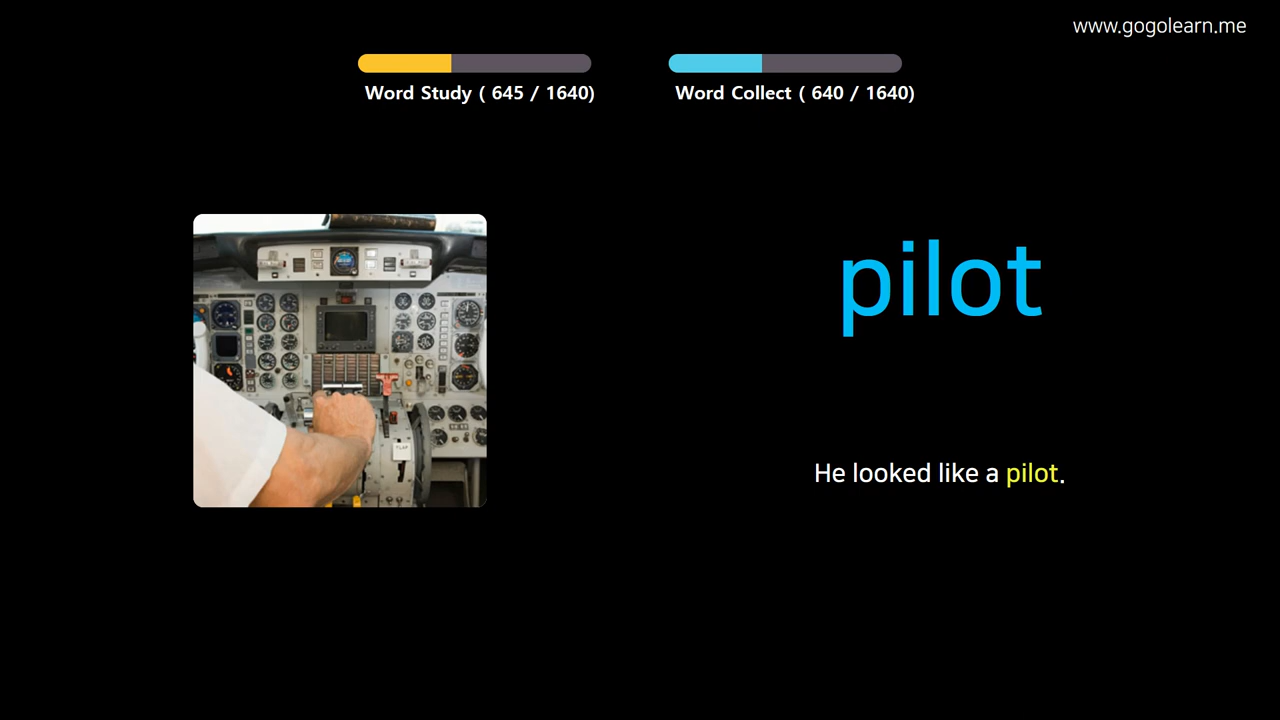 www.gogolearn.me
Word Study ( 645 / 1640)
Word Collect ( 640 / 1640)
pilot
He looked like a pilot.